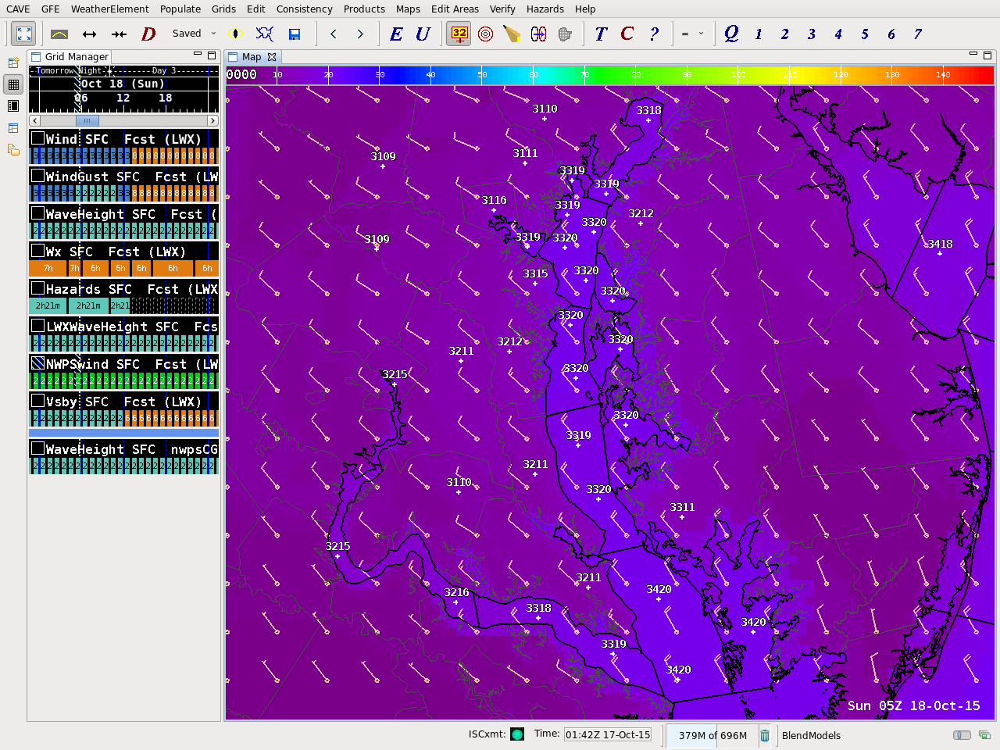 CAVE GFE WeatherElement Populate Grids Edit Consistency Products Maps Edit Areas Verify Hazards Help
D Saved E U 32 T C ? = Q 1 2 3 4 5 6 7
Grid Manager
Map
Tomorrow Night Day 3
Oct 18 (Sun)
06 12 18
Wind SFC Fcst (LWX)
WindGust SFC Fcst (LW
WaveHeight SFC Fcst (
Wx SFC Fcst (LWX)
7h 7h 6h 6h 6h 6h 6h
Hazards SFC Fcst (LWX
2h21m 2h21m 2h21
LWXWaveHeight SFC Fcs
NWPSwind SFC Fcst (LW
Vsby SFC Fcst (LWX)
WaveHeight SFC nwpsCG
0000 10 20 30 40 50 60 70 80 90 100 110 120 130 140
3110
3318
3109
3111
3319
3319
3116
3319
3212
3320
3109
3319
3320
3418
3315
3320
3320
3320
3212
3320
3211
3320
3215
3320
3319
3211
3110
3320
3311
3215
3211
3420
3216
3318
3420
3319
3420
Sun 05Z 18-Oct-15
ISCxmt: Time: 01:42Z 17-Oct-15 379M of 696M BlendModels